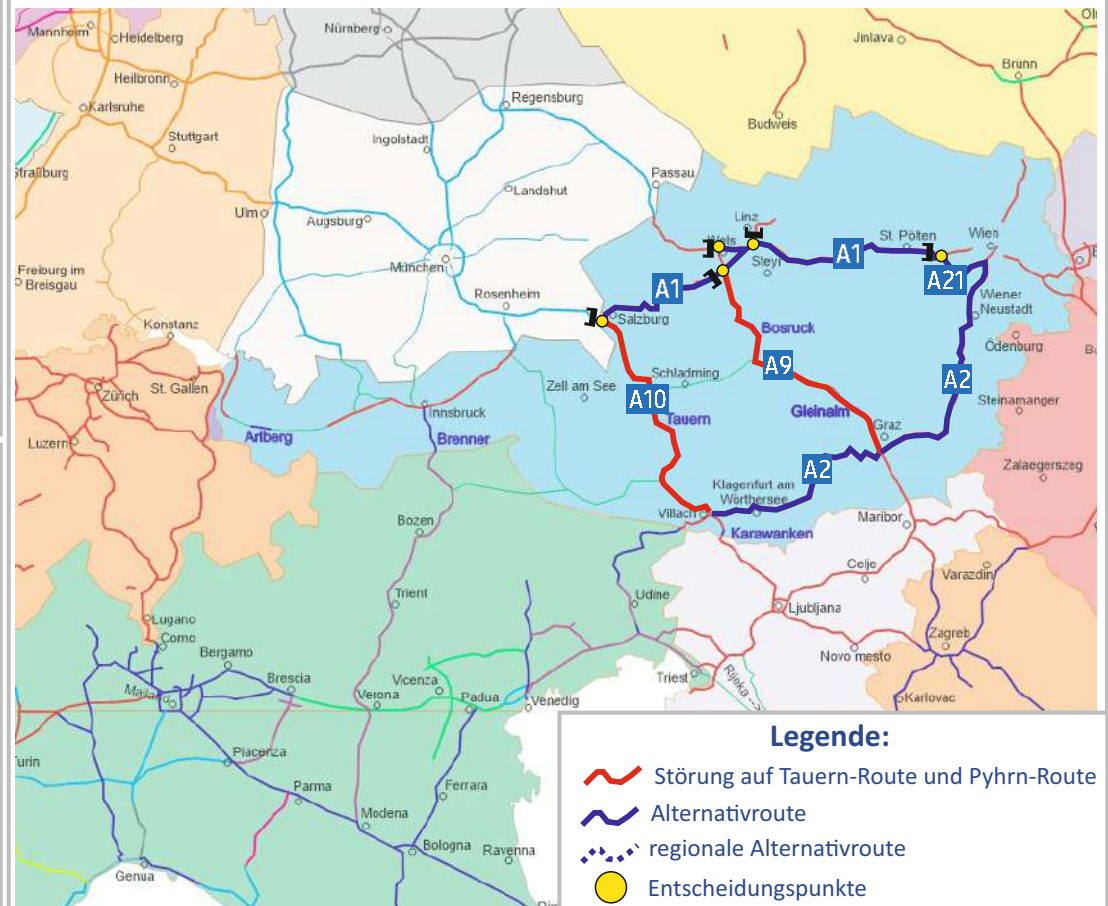 Mannheim
Heidelberg
Nürnberg
Jinlava
Brünn
Heilbronn
Karlsruhe
Regensburg
Stuttgart
Ingolstadt
Budweis
Straßburg
Passau
Landshut
Ulm
Augsburg
Linz
Wels
Steyr
St. Pölten
Wien
A1
A21
München
Freiburg im
Breisgau
Rosenheim
A1
Salzburg
Wiener
Neustadt
Konstanz
Bosruck
Ödenburg
Zürich
St. Gallen
Zell am See
Schladming
A9
A2
A10
Tauern
Gleinalm
Steinamanger
Innsbruck
Luzern
Arlberg
Brenner
Graz
A2
Zalaegerszeg
Klagenfurt am
Wörthersee
Villach
Maribor
Bozen
Karawanken
Celje
Varazdin
Trient
Udine
Ljubljana
Lugano
Como
Zagreb
Bergamo
Novo mesto
Brescia
Vicenza
Triest
Rijeka -->
Mailand
Verona
Padua
Venedig
Karlovac
Piacenza
Parma
Ferrara
Modena
Bologna
Ravenna
Genua
Legende:
Störung auf Tauern-Route und Pyhrn-Route
Alternativroute
regionale Alternativroute
Entscheidungspunkte